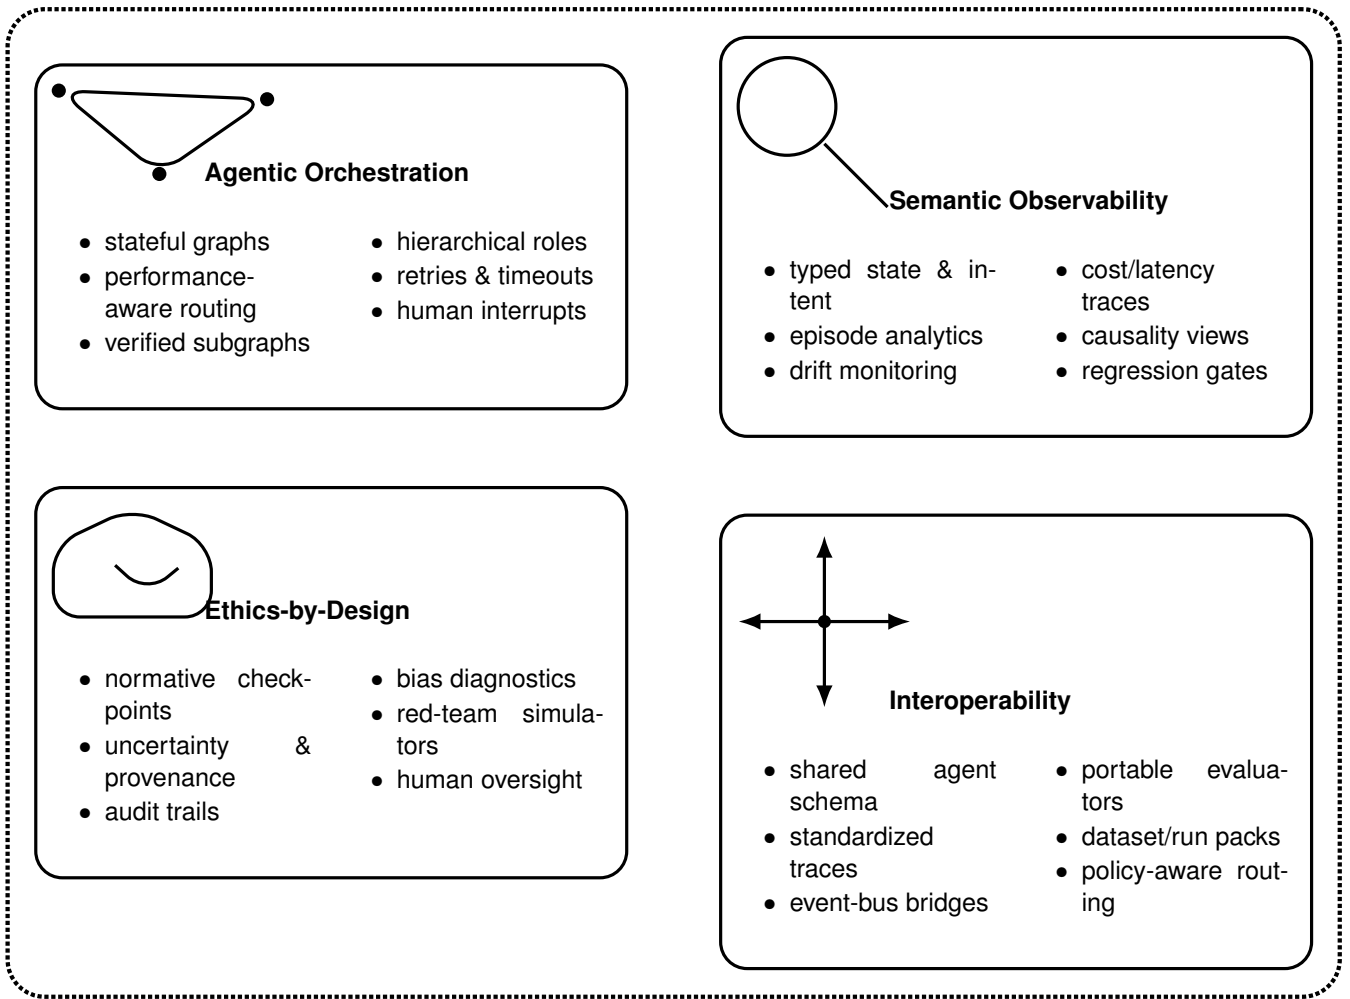 Agentic Orchestration
• stateful graphs
• performance-
aware routing
• verified subgraphs
• hierarchical roles
• retries & timeouts
• human interrupts
Semantic Observability
• typed state & in-
tent
• episode analytics
• drift monitoring
• cost/latency
traces
• causality views
• regression gates
Ethics-by-Design
• normative check-
points
• uncertainty &
provenance
• audit trails
• bias diagnostics
• red-team simula-
tors
• human oversight
Interoperability
• shared agent
schema
• standardized
traces
• event-bus bridges
• portable evalua-
tors
• dataset/run packs
• policy-aware rout-
ing